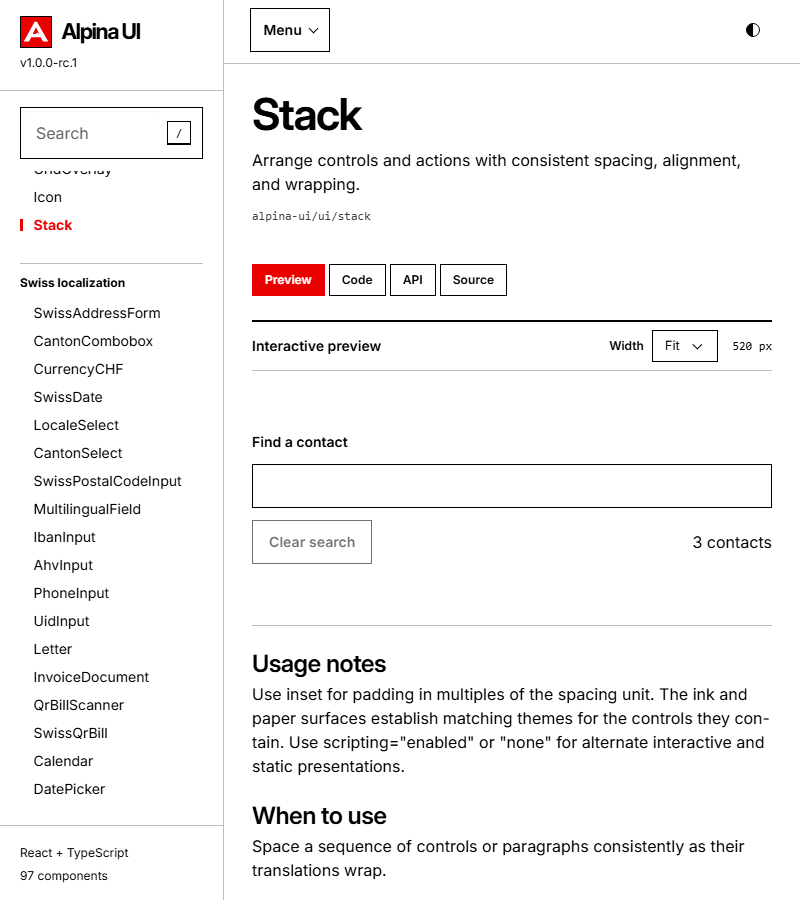 Alpina UI
v1.0.0-rc.1
Search
/
Icon
Stack
Swiss localization
SwissAddressForm
CantonCombobox
CurrencyCHF
SwissDate
LocaleSelect
CantonSelect
SwissPostalCodeInput
MultilingualField
IbanInput
AhvInput
PhoneInput
UidInput
Letter
InvoiceDocument
QrBillScanner
SwissQrBill
Calendar
DatePicker
React + TypeScript
97 components
Menu
Stack
Arrange controls and actions with consistent spacing, alignment,
and wrapping.
alpina-ui/ui/stack
Preview Code API Source
Interactive preview Width Fit 520 px
Find a contact
Clear search 3 contacts
Usage notes
Use inset for padding in multiples of the spacing unit. The ink and
paper surfaces establish matching themes for the controls they con-
tain. Use scripting="enabled" or "none" for alternate interactive and
static presentations.
When to use
Space a sequence of controls or paragraphs consistently as their
translations wrap.